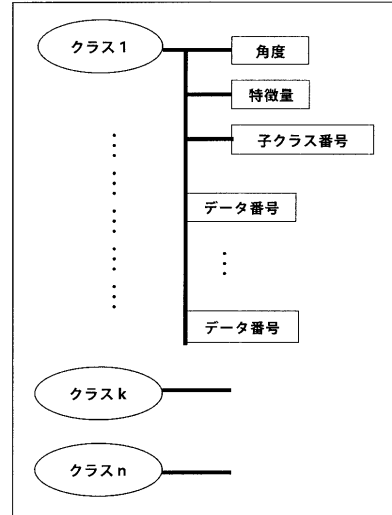 クラス1
角度
特徴量
子クラス番号
データ番号
データ番号
クラスk
クラスn